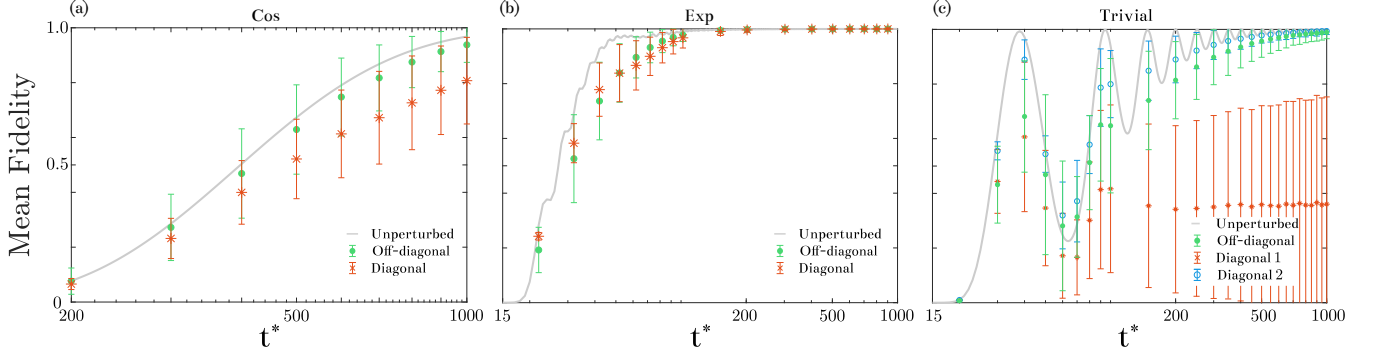 (a)
Cos
(b)
Exp
(c)
Trivial
Mean Fidelity
1.0
0.5
0
Unperturbed
Off-diagonal
Diagonal
200
500
1000
t*
Unperturbed
Off-diagonal
Diagonal
15
200
500
1000
t*
Unperturbed
Off-diagonal
Diagonal 1
Diagonal 2
15
200
500
1000
t*